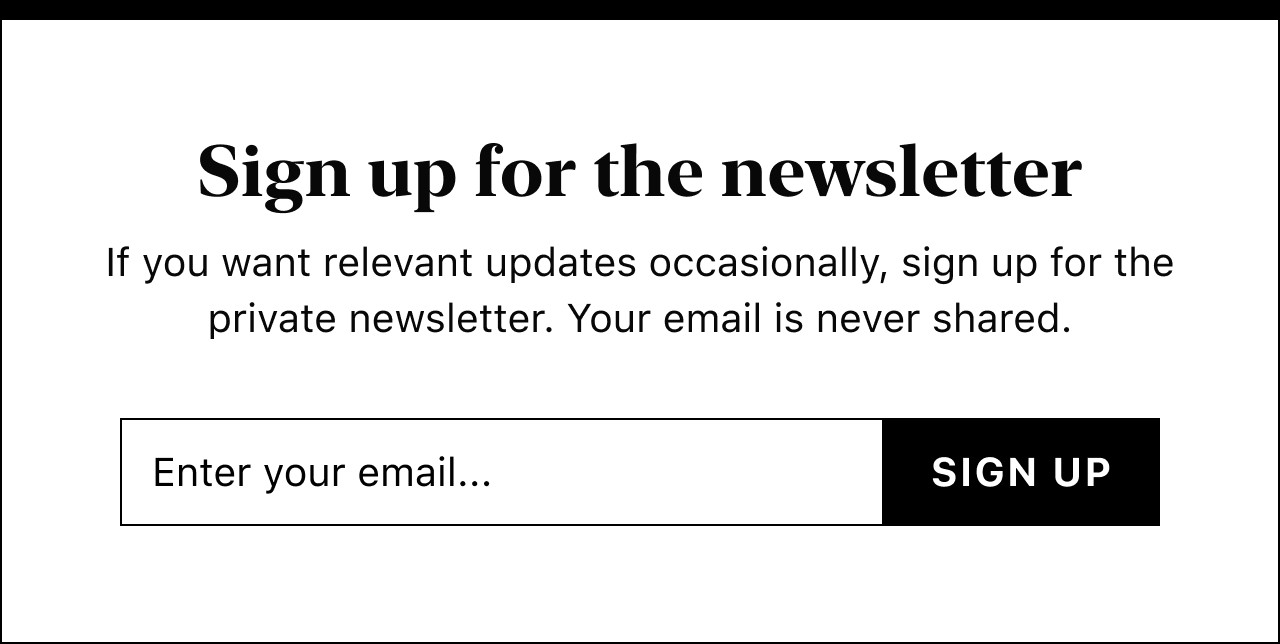 Sign up for the newsletter
If you want relevant updates occasionally, sign up for the
private newsletter. Your email is never shared.
Enter your email...
SIGN UP